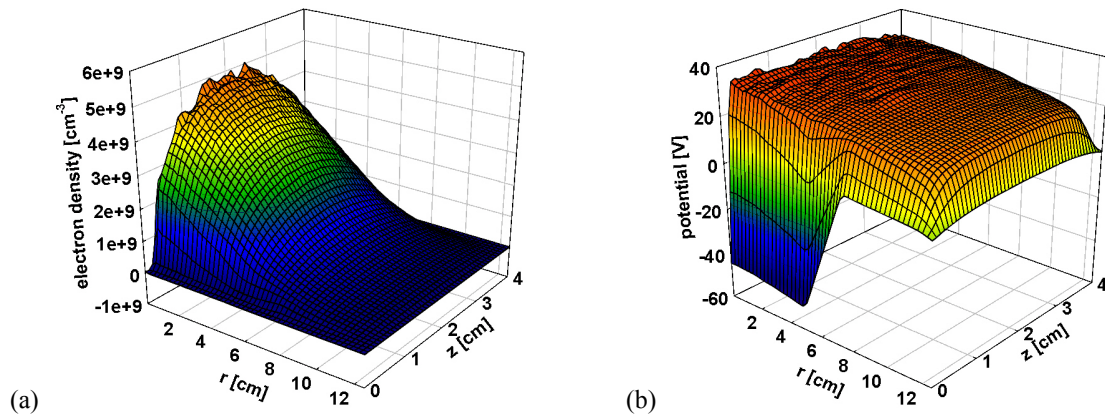 6e+9
5e+9
4e+9
3e+9
2e+9
1e+9
0
-1e+9
electron density [cm⁻³]
2
4
6
8
10
12
r [cm]
0
1
2
3
4
z [cm]
(a)
40
20
0
-20
-40
-60
potential [V]
2
4
6
8
10
12
r [cm]
0
1
2
3
4
z [cm]
(b)